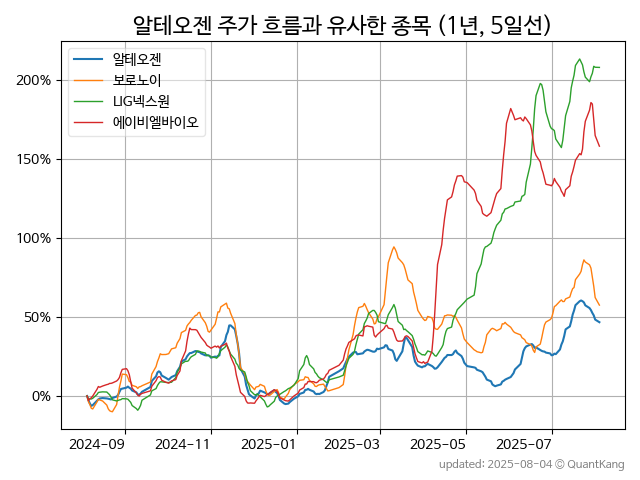 알테오젠 주가 흐름과 유사한 종목 (1년, 5일선)
알테오젠
보로노이
LIG넥스원
에이비엘바이오
200%
150%
100%
50%
0%
2024-09
2024-11
2025-01
2025-03
2025-05
2025-07
updated: 2025-08-04 © QuantKang